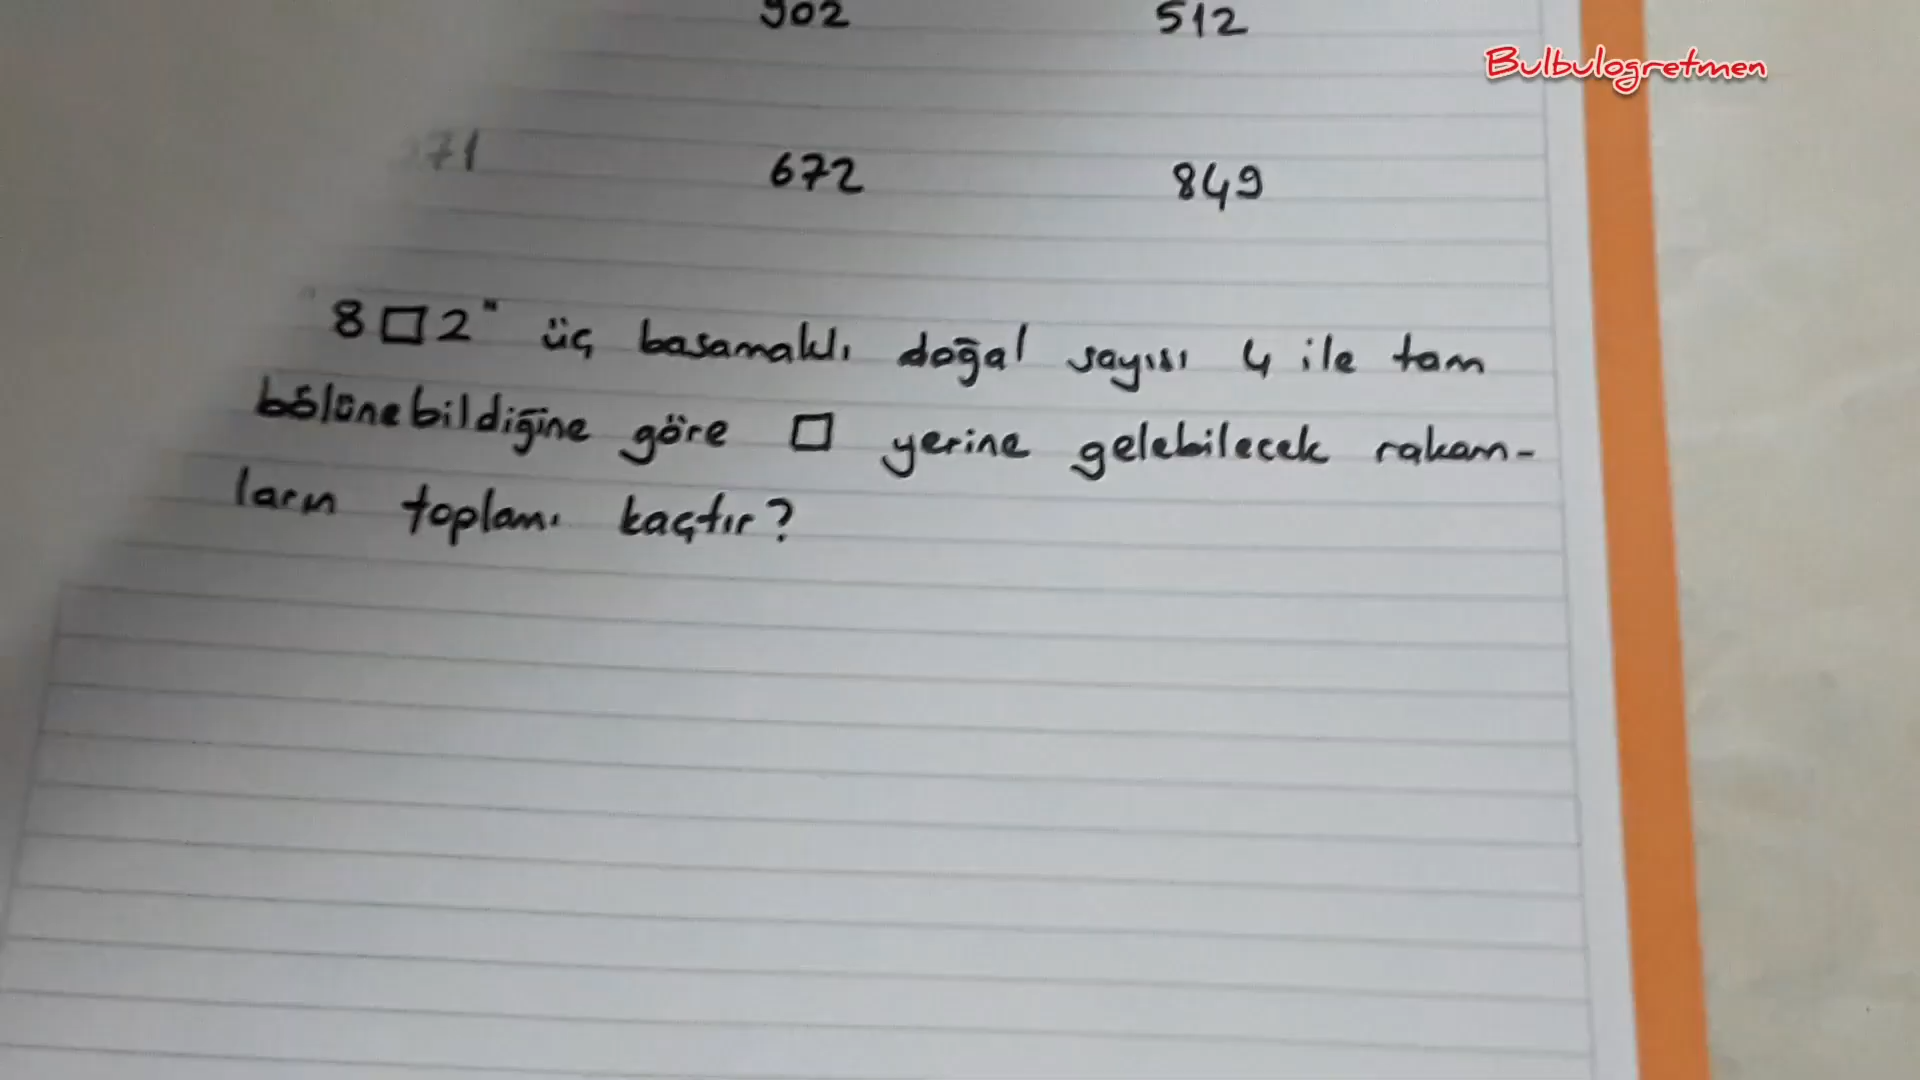 902 512
Bulbulogretmen
71 672 849
8□2" üç basamaklı doğal sayısı 4 ile tam
bölünebildiğine göre □ yerine gelebilecek rakam-
ların toplamı kaçtır?